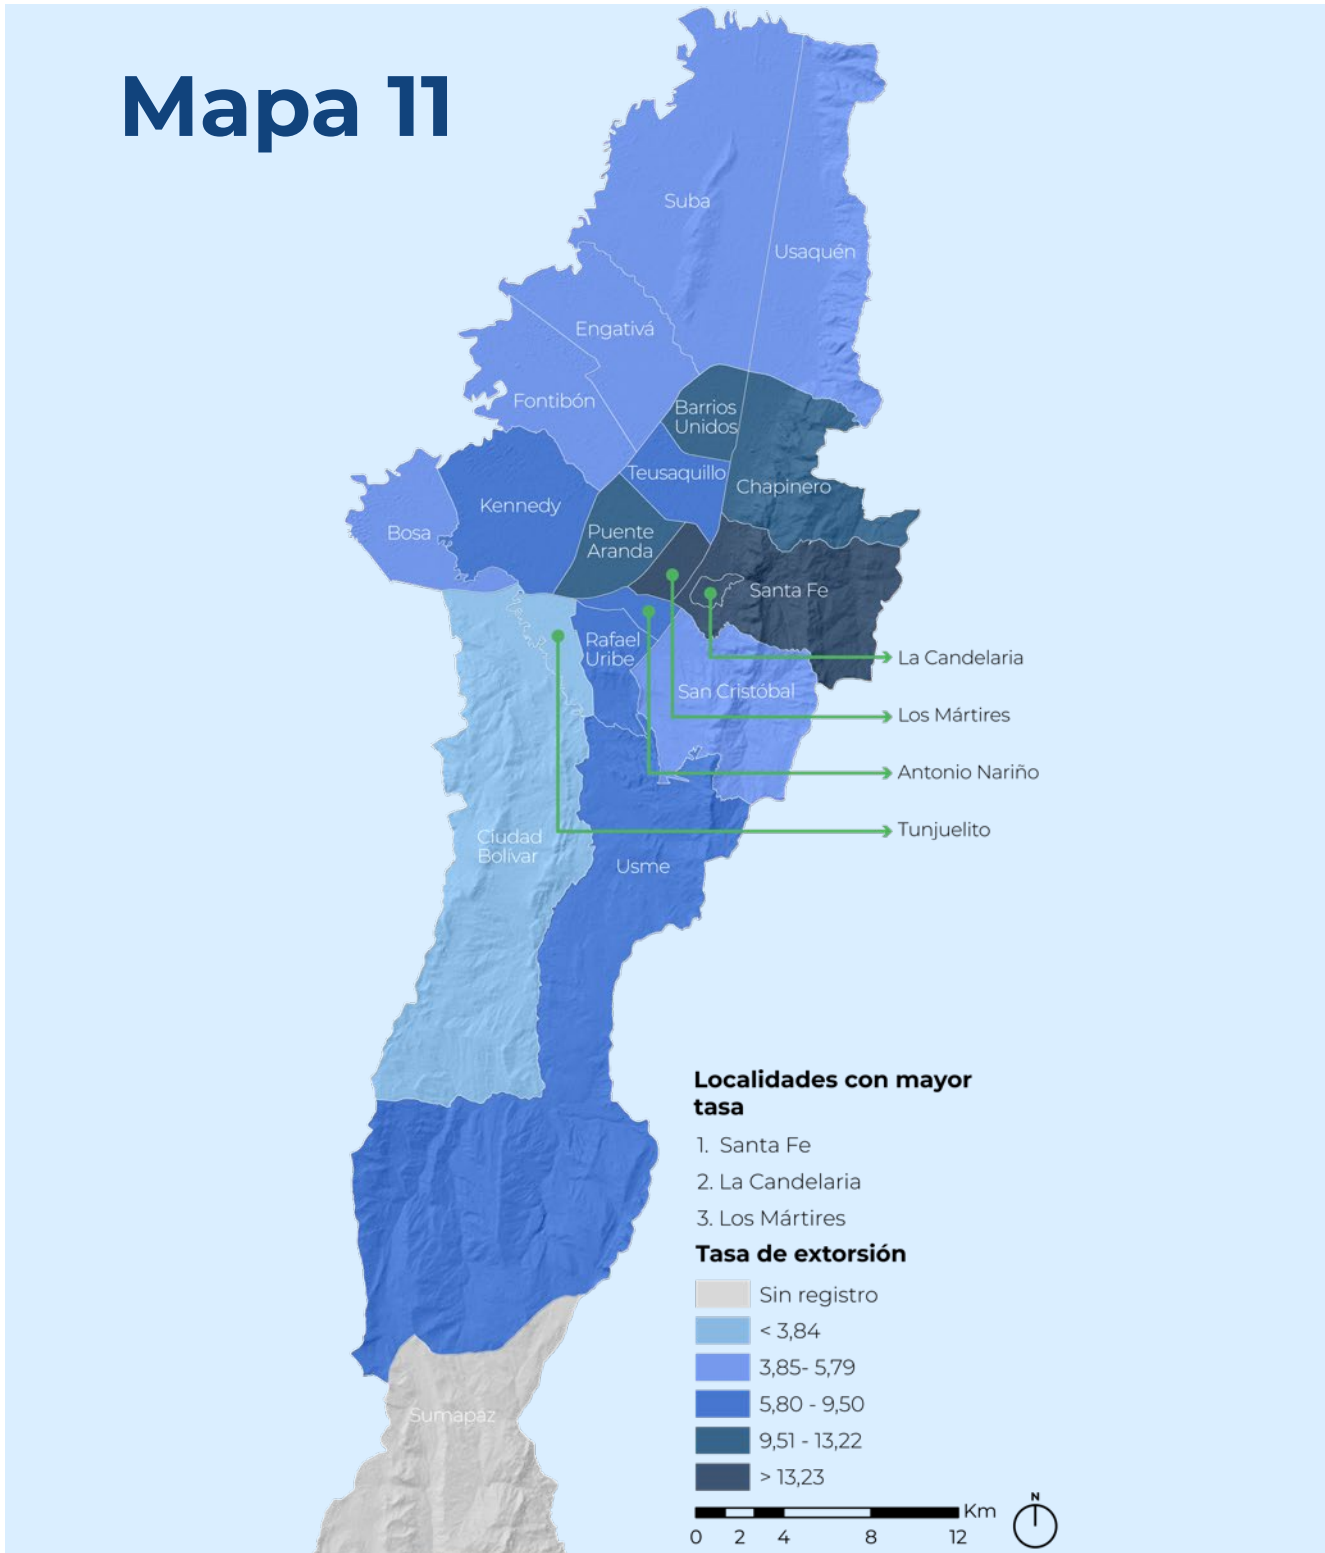 Mapa 11
Suba
Usaquén
Engativá
Fontibón
Barrios
Unidos
Teusaquillo
Chapinero
Kennedy
Bosa
Puente
Aranda
Santa Fe
Rafael
Uribe
La Candelaria
San Cristóbal
Los Mártires
Antonio Nariño
Tunjuelito
Ciudad
Bolívar
Usme
Localidades con mayor
tasa
1. Santa Fe
2. La Candelaria
3. Los Mártires
Tasa de extorsión
Sin registro
< 3,84
3,85- 5,79
5,80 - 9,50
9,51 - 13,22
> 13,23
Sumapáz
N
Km
0 2 4 8 12